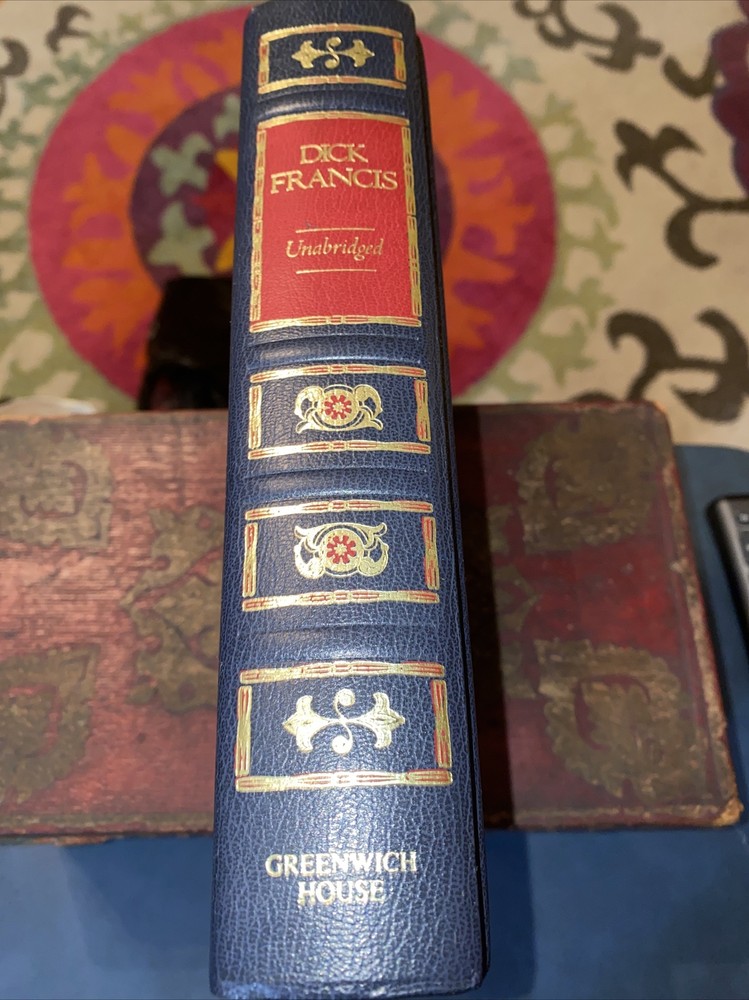 DICK
FRANCIS
Unabridged
GREENWICH
HOUSE